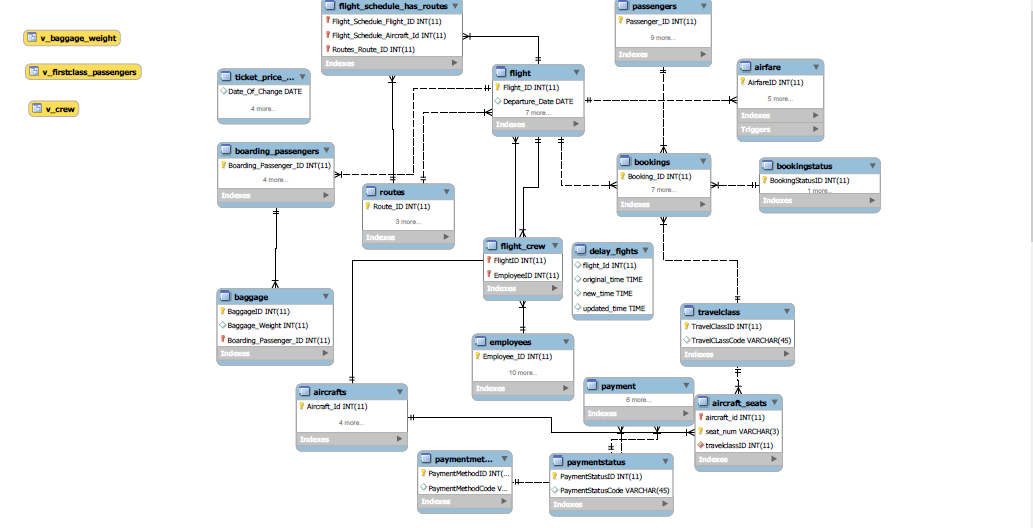 v_baggage_weight
v_firstclass_passengers
v_crew
flight_schedule_has_routes
Flight_Schedule_Flight_ID INT(11)
Flight_Schedule_Aircraft_Id INT(11)
Routes_Route_ID INT(11)
Indexes
passengers
Passenger_ID INT(11)
9 more...
Indexes
ticket_price_...
Date_Of_Change DATE
4 more...
flight
Flight_ID INT(11)
Departure_Date DATE
7 more...
Indexes
airfare
AirfareID INT(11)
5 more...
Indexes
Triggers
boarding_passengers
Boarding_Passenger_ID INT(11)
4 more...
Indexes
routes
Route_ID INT(11)
3 more...
Indexes
bookings
Booking_ID INT(11)
7 more...
Indexes
bookingstatus
BookingStatusID INT(11)
1 more...
Indexes
flight_crew
FlightID INT(11)
EmployeeID INT(11)
Indexes
delay_fights
flight_Id INT(11)
original_time TIME
new_time TIME
updated_time TIME
baggage
BaggageID INT(11)
Baggage_Weight INT(11)
Boarding_Passenger_ID INT(11)
Indexes
travelclass
TravelClassID INT(11)
TravelCLassCode VARCHAR(45)
Indexes
employees
Employee_ID INT(11)
10 more...
Indexes
aircrafts
Aircraft_Id INT(11)
4 more...
Indexes
payment
6 more...
Indexes
aircraft_seats
aircraft_id INT(11)
seat_num VARCHAR(3)
travelclassID INT(11)
Indexes
paymentmet...
PaymentMethodID INT(...
PaymentMethodCode V...
Indexes
paymentstatus
PaymentStatusID INT(11)
PaymentStatusCode VARCHAR(45)
Indexes